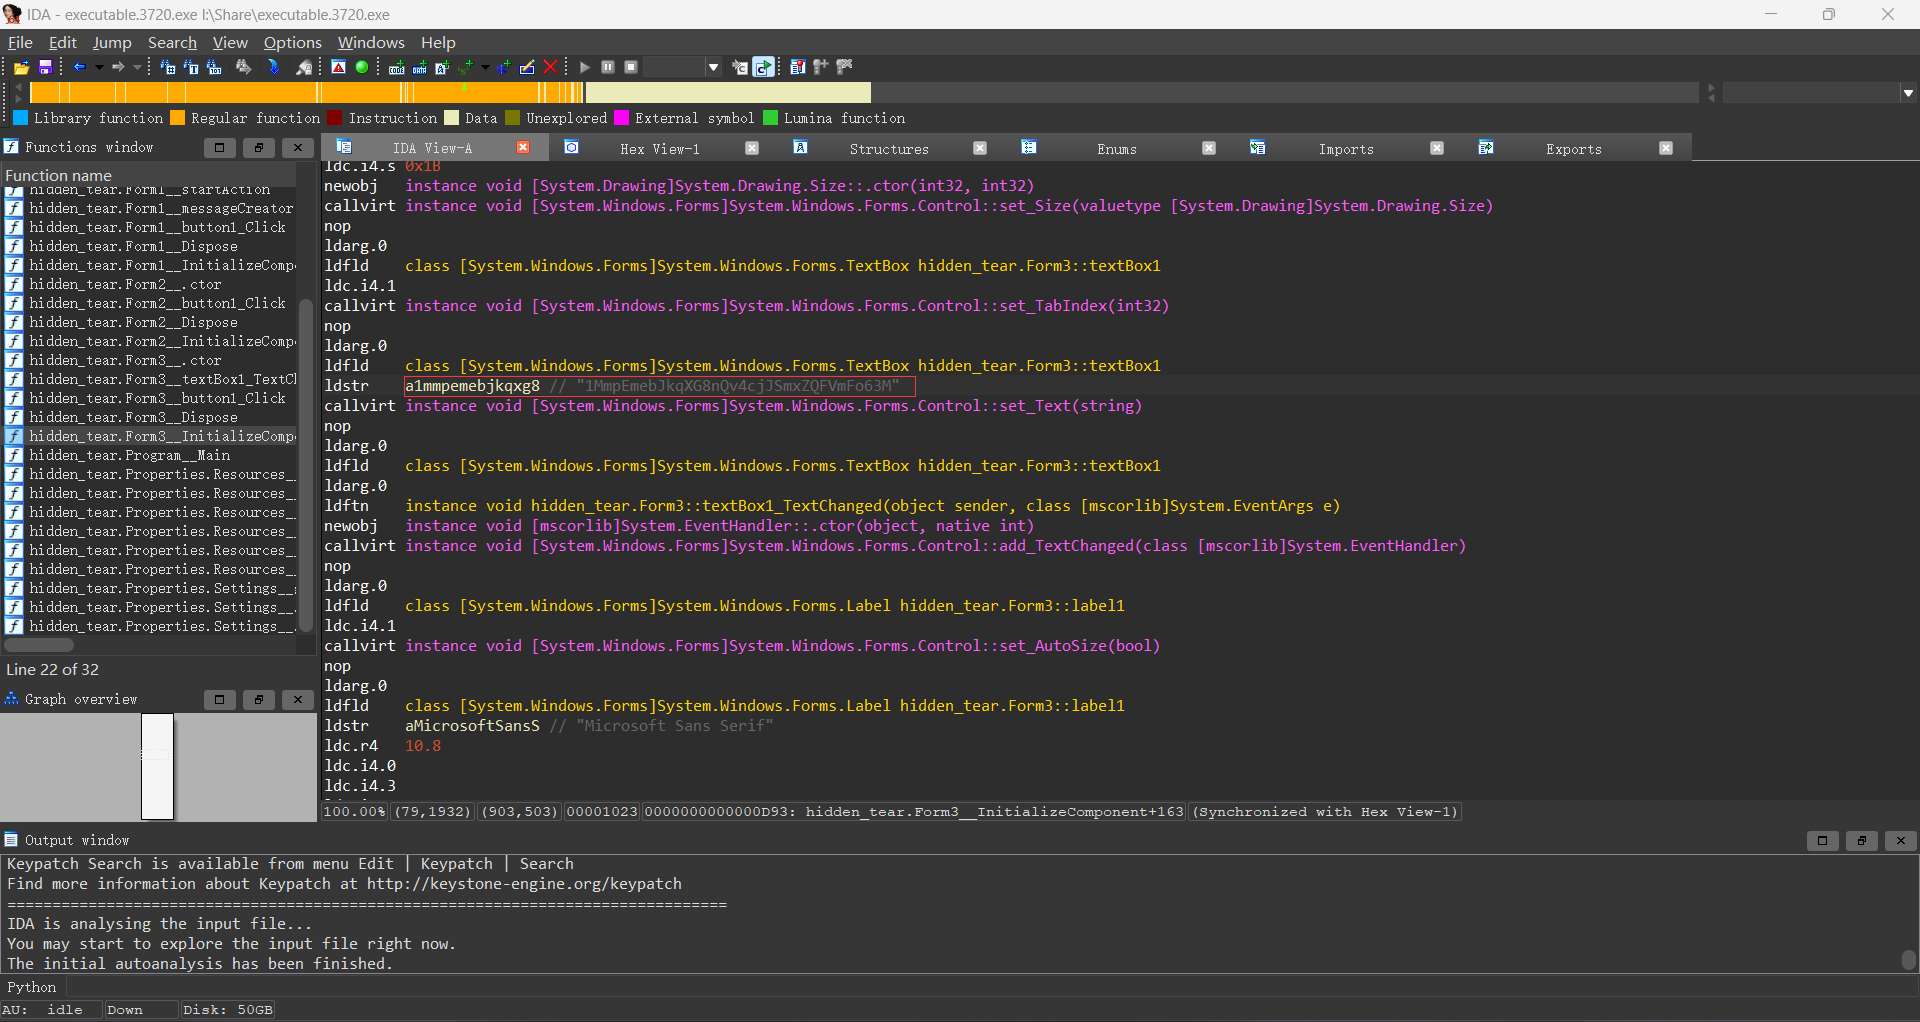 IDA - executable.3720.exe I:\Share\executable.3720.exe
File Edit Jump Search View Options Windows Help
Library function Regular function Instruction Data Unexplored External symbol Lumina function
Functions window
IDA View-A Hex View-1 Structures Enums Imports Exports
Function name
hidden_tear.Form1__startAction
hidden_tear.Form1__messageCreator
hidden_tear.Form1__button1_Click
hidden_tear.Form1__Dispose
hidden_tear.Form1__InitializeComp
hidden_tear.Form2__.ctor
hidden_tear.Form2__button1_Click
hidden_tear.Form2__Dispose
hidden_tear.Form2__InitializeComp
hidden_tear.Form3__.ctor
hidden_tear.Form3__textBox1_TextCl
hidden_tear.Form3__button1_Click
hidden_tear.Form3__Dispose
hidden_tear.Form3__InitializeComp
hidden_tear.Program__Main
hidden_tear.Properties.Resources_
hidden_tear.Properties.Resources_
hidden_tear.Properties.Resources_
hidden_tear.Properties.Resources_
hidden_tear.Properties.Resources_
hidden_tear.Properties.Resources_
hidden_tear.Properties.Settings__
hidden_tear.Properties.Settings__
hidden_tear.Properties.Settings__
Line 22 of 32
Graph overview
ldc.i4.s 0x1B
newobj instance void [System.Drawing]System.Drawing.Size::.ctor(int32, int32)
callvirt instance void [System.Windows.Forms]System.Windows.Forms.Control::set_Size(valuetype [System.Drawing]System.Drawing.Size)
nop
ldarg.0
ldfld class [System.Windows.Forms]System.Windows.Forms.TextBox hidden_tear.Form3::textBox1
ldc.i4.1
callvirt instance void [System.Windows.Forms]System.Windows.Forms.Control::set_TabIndex(int32)
nop
ldarg.0
ldfld class [System.Windows.Forms]System.Windows.Forms.TextBox hidden_tear.Form3::textBox1
ldstr a1mmpemebjkqxg8 // "1MmpEmebJkqXG8nQv4cjJSmxZQFVmFo63M"
callvirt instance void [System.Windows.Forms]System.Windows.Forms.Control::set_Text(string)
nop
ldarg.0
ldfld class [System.Windows.Forms]System.Windows.Forms.TextBox hidden_tear.Form3::textBox1
ldarg.0
ldftn instance void hidden_tear.Form3::textBox1_TextChanged(object sender, class [mscorlib]System.EventArgs e)
newobj instance void [mscorlib]System.EventHandler::.ctor(object, native int)
callvirt instance void [System.Windows.Forms]System.Windows.Forms.Control::add_TextChanged(class [mscorlib]System.EventHandler)
nop
ldarg.0
ldfld class [System.Windows.Forms]System.Windows.Forms.Label hidden_tear.Form3::label1
ldc.i4.1
callvirt instance void [System.Windows.Forms]System.Windows.Forms.Control::set_AutoSize(bool)
nop
ldarg.0
ldfld class [System.Windows.Forms]System.Windows.Forms.Label hidden_tear.Form3::label1
ldstr aMicrosoftSansS // "Microsoft Sans Serif"
ldc.r4 10.8
ldc.i4.0
ldc.i4.3
100.00% (79,1932) (903,503) 00001023 0000000000000D93: hidden_tear.Form3__InitializeComponent+163 (Synchronized with Hex View-1)
Output window
Keypatch Search is available from menu Edit | Keypatch | Search
Find more information about Keypatch at http://keystone-engine.org/keypatch
================================================================================
IDA is analysing the input file...
You may start to explore the input file right now.
The initial autoanalysis has been finished.
Python
AU: idle Down Disk: 50GB